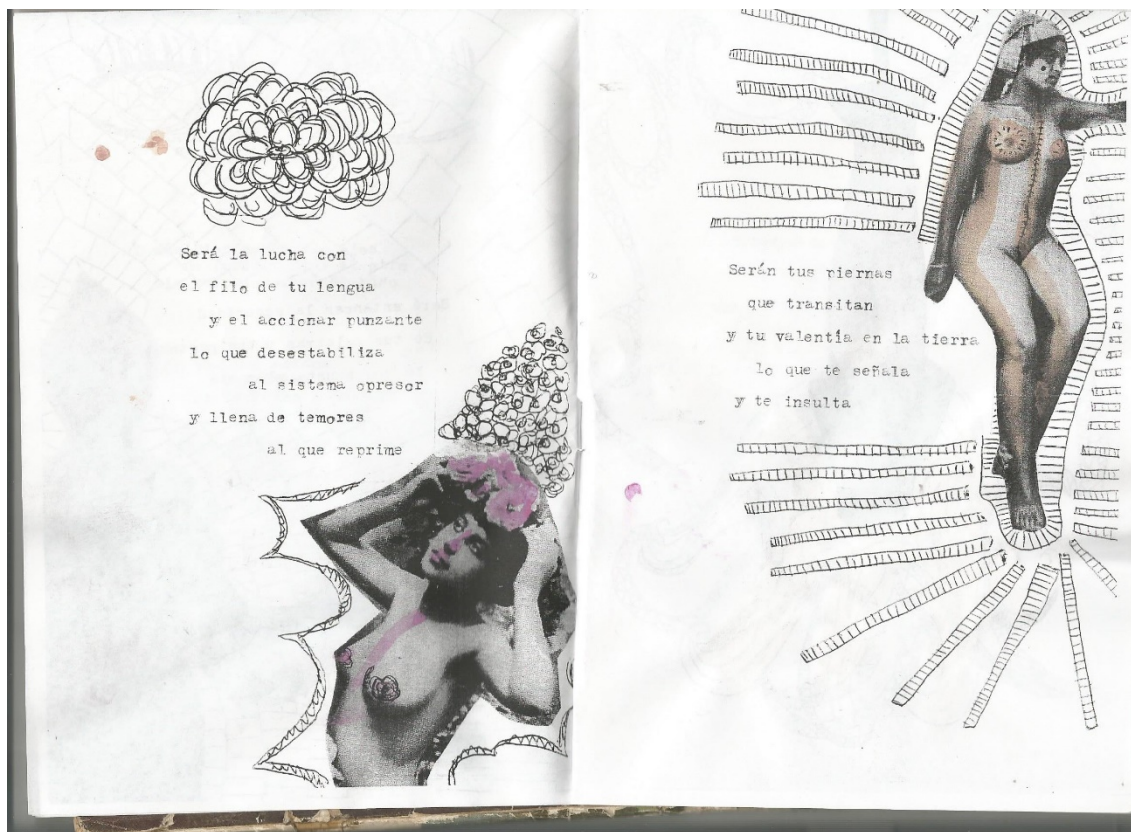 Será la lucha con
el filo de tu lengua
y el accionar punzante
lo que desestabiliza
al sistema opresor
y llena de temores
al que reprime
Serán tus piernas
que transitan
y tu valentía en la tierra
lo que te señala
y te insulta